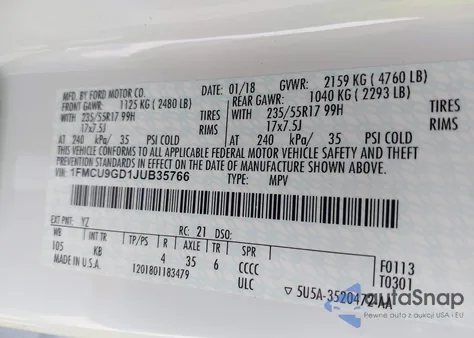 MFD. BY FORD MOTOR CO.
DATE: 01/18 GVWR: 2159 KG ( 4760 LB)
FRONT GAWR: 1125 KG ( 2480 LB) REAR GAWR: 1040 KG ( 2293 LB)
WITH 235/55R17 99H TIRES WITH 235/55R17 99H TIRES
17x7.5J RIMS 17x7.5J RIMS
AT 240 kPa/ 35 PSI COLD AT 240 kPa/ 35 PSI COLD
THIS VEHICLE CONFORMS TO ALL APPLICABLE FEDERAL MOTOR VEHICLE SAFETY AND THEFT
PREVENTION STANDARDS IN EFFECT ON THE DATE OF MANUFACTURE SHOWN ABOVE.
VIN: 1FMCU9GD1JUB35766 TYPE: MPV
EXT PNT: YZ RC: 21 DSO:
WB INT TR TP/PS R AXLE TR SPR
105 KB 4 35 6 CCCC
MADE IN U.S.A. 1201801183479 ULC
F0113
T0301
▽ 5U5A-3520472-AA
autoSnap
Pewne auta z aukcji USA i EU